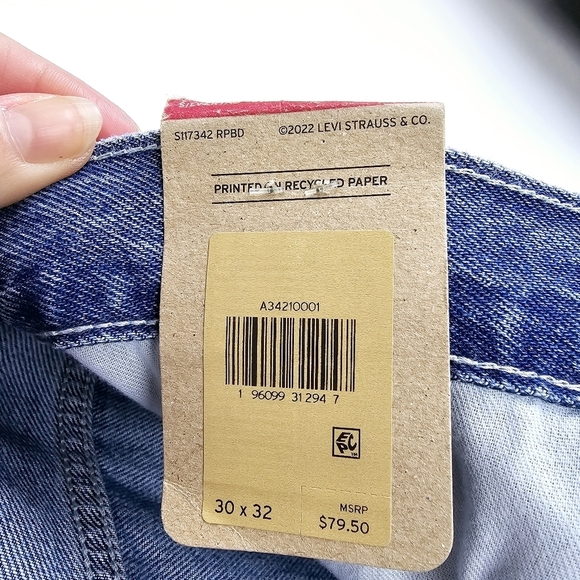 S117342 RPBD ©2022 LEVI STRAUSS & CO.
PRINTED ON RECYCLED PAPER
A34210001
1 96099 31294 7
EPC™
30 x 32
MSRP
$79.50